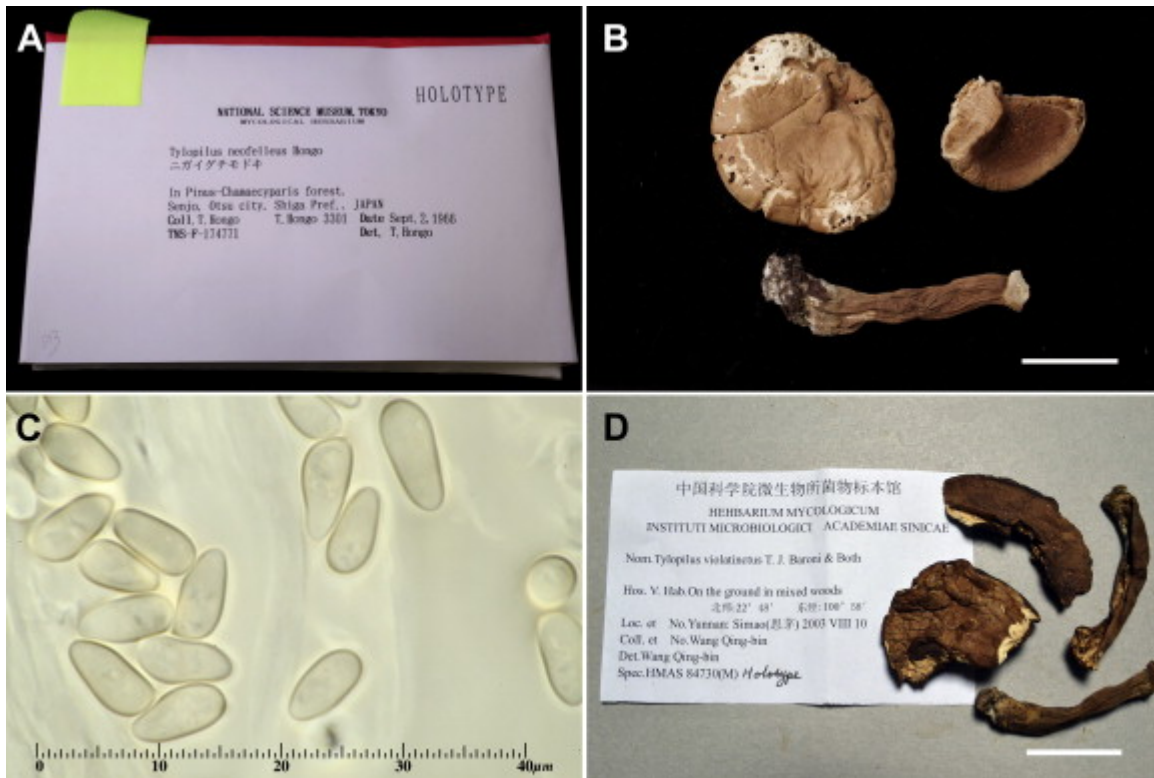 A
HOLOTYPE
NATIONAL SCIENCE MUSEUM, TOKYO
MYCOLOGICAL HERBARIUM
Tylopilus neofelleus Hongo
ニガイグチモドキ
In Pinus-Chamaecyparis forest,
Senjo, Otsu city, Shiga Pref., JAPAN
Coll. T. Hongo T. Hongo 3301 Date Sept. 2, 1966
TNS-F-174771 Det. T. Hongo
B
C
0 10 20 30 40μm
D
中国科学院微生物所菌物标本馆
HEHBARIUM MYCOLOGICUM
INSTITUTI MICROBIOLOGICI ACADEMIAE SINICAE
Nom.Tylopilus violatinctus T. J. Baroni & Both
Hos. V. Hab.On the ground in mixed woods
北纬:22° 48′ 东经:100° 58′
Loc. et No.Yunnan: Simao(思茅) 2003 VIII 10
Coll. et No.Wang Qing-bin
Det.Wang Qing-bin
Spec.HMAS 84730(M) Holotype